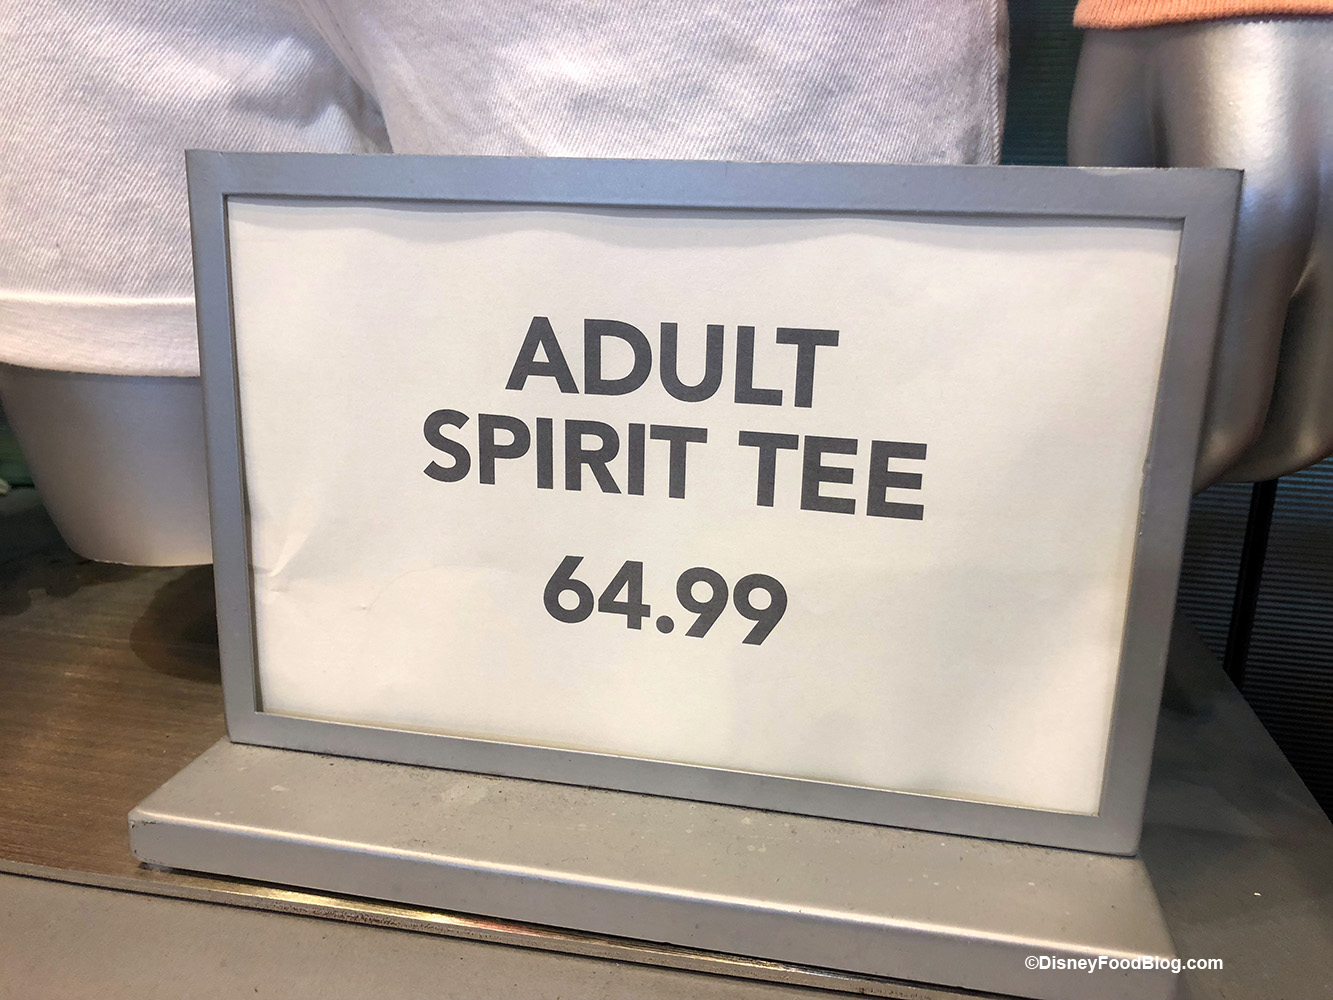 ADULT
SPIRIT TEE
64.99
©DisneyFoodBlog.com